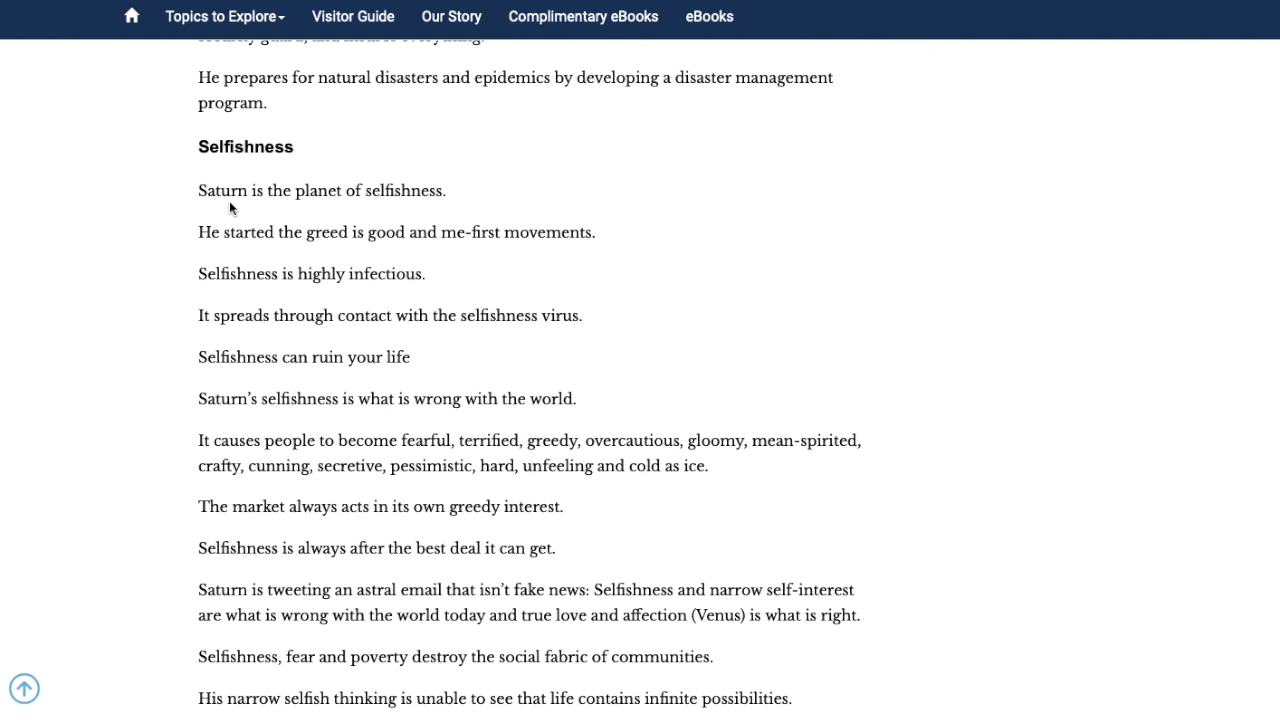 Topics to Explore Visitor Guide Our Story Complimentary eBooks eBooks
He prepares for natural disasters and epidemics by developing a disaster management
program.
Selfishness
Saturn is the planet of selfishness.
He started the greed is good and me-first movements.
Selfishness is highly infectious.
It spreads through contact with the selfishness virus.
Selfishness can ruin your life
Saturn’s selfishness is what is wrong with the world.
It causes people to become fearful, terrified, greedy, overcautious, gloomy, mean-spirited,
crafty, cunning, secretive, pessimistic, hard, unfeeling and cold as ice.
The market always acts in its own greedy interest.
Selfishness is always after the best deal it can get.
Saturn is tweeting an astral email that isn’t fake news: Selfishness and narrow self-interest
are what is wrong with the world today and true love and affection (Venus) is what is right.
Selfishness, fear and poverty destroy the social fabric of communities.
His narrow selfish thinking is unable to see that life contains infinite possibilities.